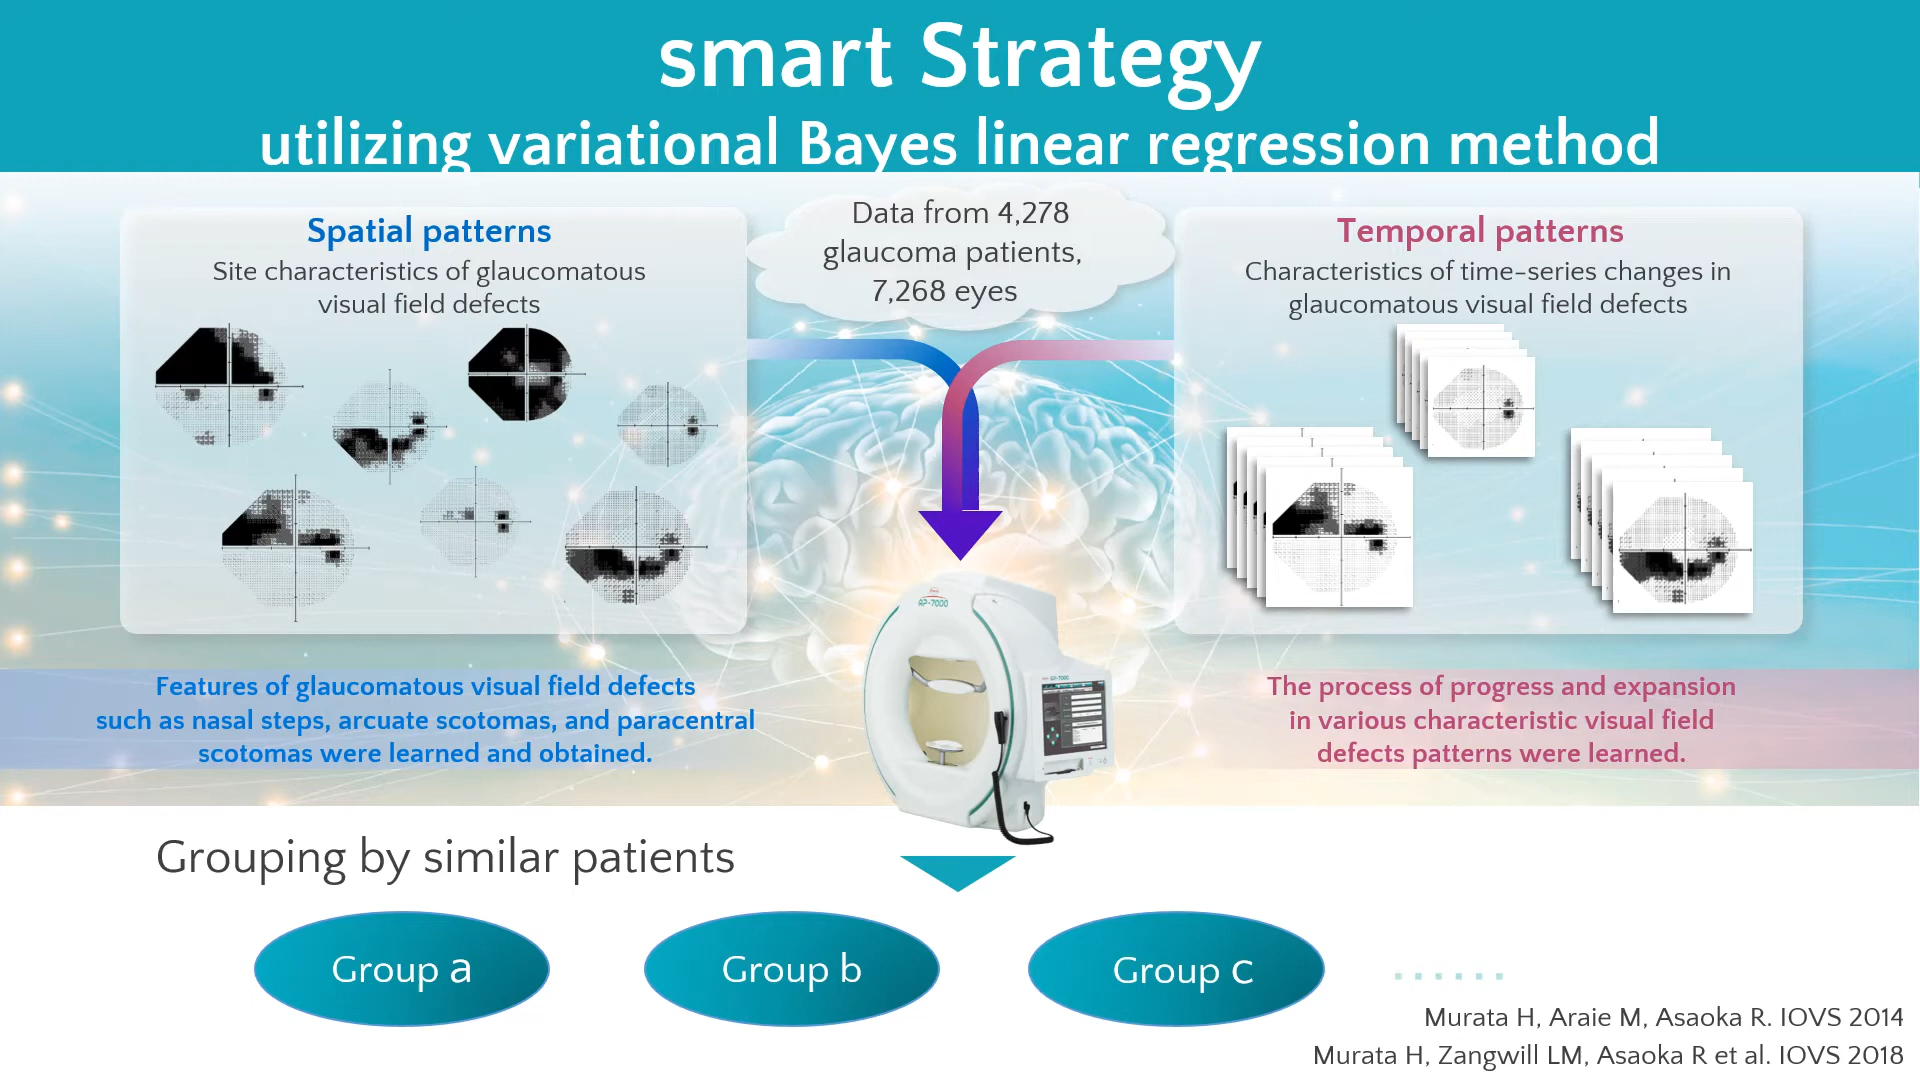 smart Strategy
utilizing variational Bayes linear regression method
Spatial patterns
Site characteristics of glaucomatous
visual field defects
Data from 4,278
glaucoma patients,
7,268 eyes
Temporal patterns
Characteristics of time-series changes in
glaucomatous visual field defects
AP-7000
Features of glaucomatous visual field defects
such as nasal steps, arcuate scotomas, and paracentral
scotomas were learned and obtained.
The process of progress and expansion
in various characteristic visual field
defects patterns were learned.
Grouping by similar patients
Group a
Group b
Group c
......
Murata H, Araie M, Asaoka R. IOVS 2014
Murata H, Zangwill LM, Asaoka R et al. IOVS 2018